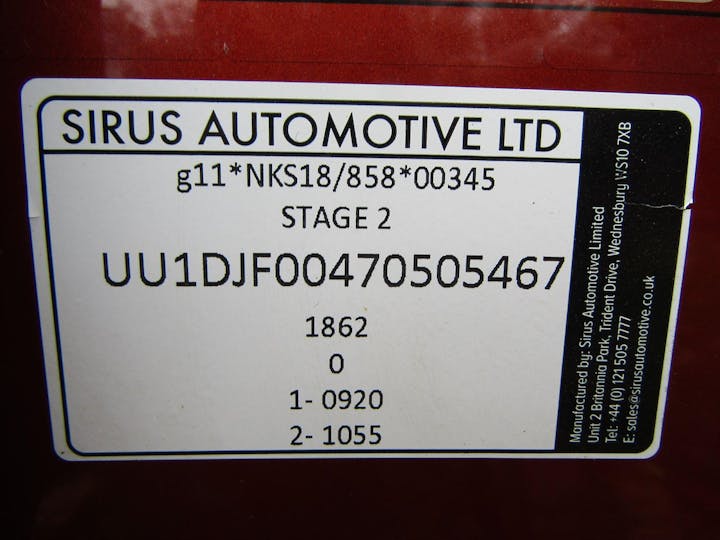 SIRUS AUTOMOTIVE LTD
g11*NKS18/858*00345
STAGE 2
UU1DJF00470505467
1862
0
1- 0920
2- 1055
Manufactured by: Sirus Automotive Limited
Unit 2 Britannia Park, Trident Drive, Wednesbury WS10 7XB
Tel: +44 (0) 121 505 7777
E: sales@sirusautomotive.co.uk